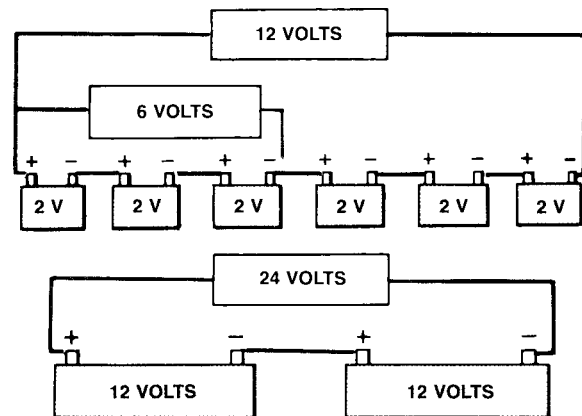 12 VOLTS
6 VOLTS
+ − + − + − + − + − + −
2 V 2 V 2 V 2 V 2 V 2 V
24 VOLTS
+ − + −
12 VOLTS 12 VOLTS